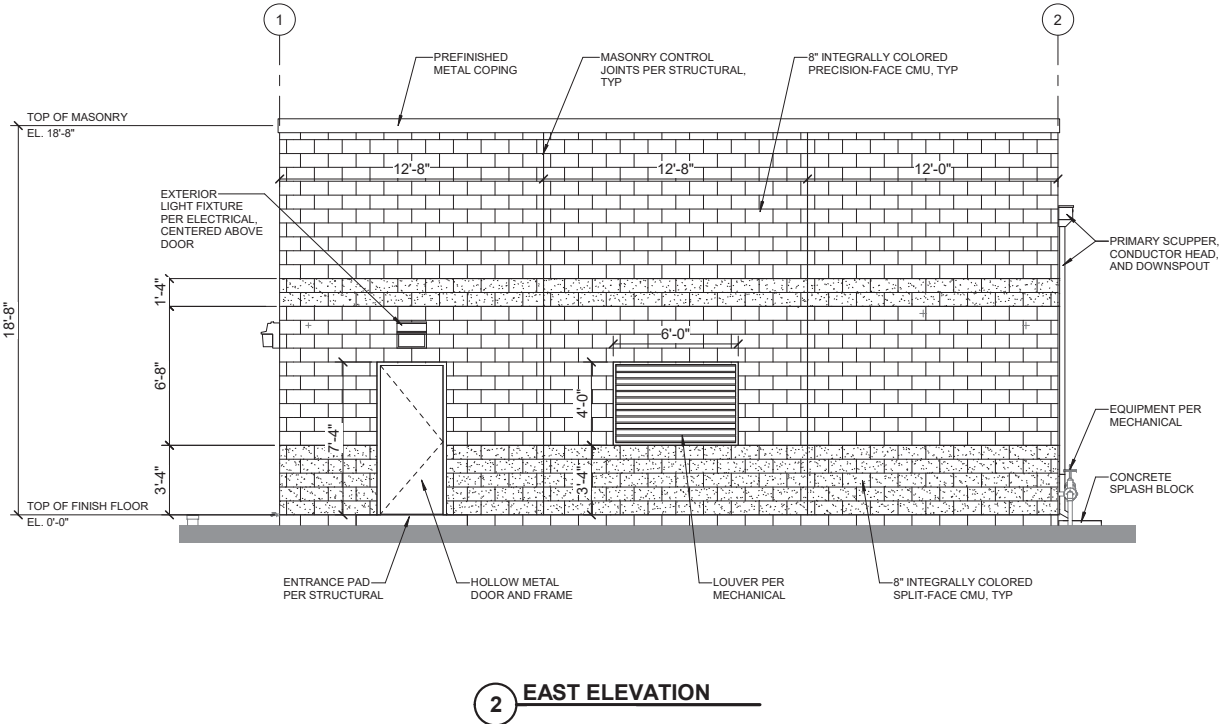 1
2
PREFINISHED
METAL COPING
MASONRY CONTROL
JOINTS PER STRUCTURAL,
TYP
8" INTEGRALLY COLORED
PRECISION-FACE CMU, TYP
TOP OF MASONRY
EL. 18'-8"
12'-8"
12'-8"
12'-0"
EXTERIOR
LIGHT FIXTURE
PER ELECTRICAL,
CENTERED ABOVE
DOOR
PRIMARY SCUPPER,
CONDUCTOR HEAD,
AND DOWNSPOUT
1'-4"
18'-8"
6'-0"
6'-8"
4'-0"
7'-4"
EQUIPMENT PER
MECHANICAL
3'-4"
3'-4"
CONCRETE
SPLASH BLOCK
TOP OF FINISH FLOOR
EL. 0'-0"
ENTRANCE PAD
PER STRUCTURAL
HOLLOW METAL
DOOR AND FRAME
LOUVER PER
MECHANICAL
8" INTEGRALLY COLORED
SPLIT-FACE CMU, TYP
2
EAST ELEVATION